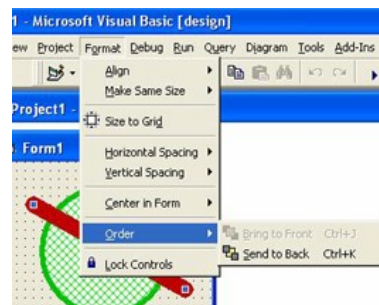 1 - Microsoft Visual Basic [design]
ew Project Format Debug Run Query Diagram Tools Add-Ins
Align
Make Same Size
Project1 -
Size to Grid
Form1
Horizontal Spacing
Vertical Spacing
Center in Form
Order
Bring to Front Ctrl+J
Send to Back Ctrl+K
Lock Controls